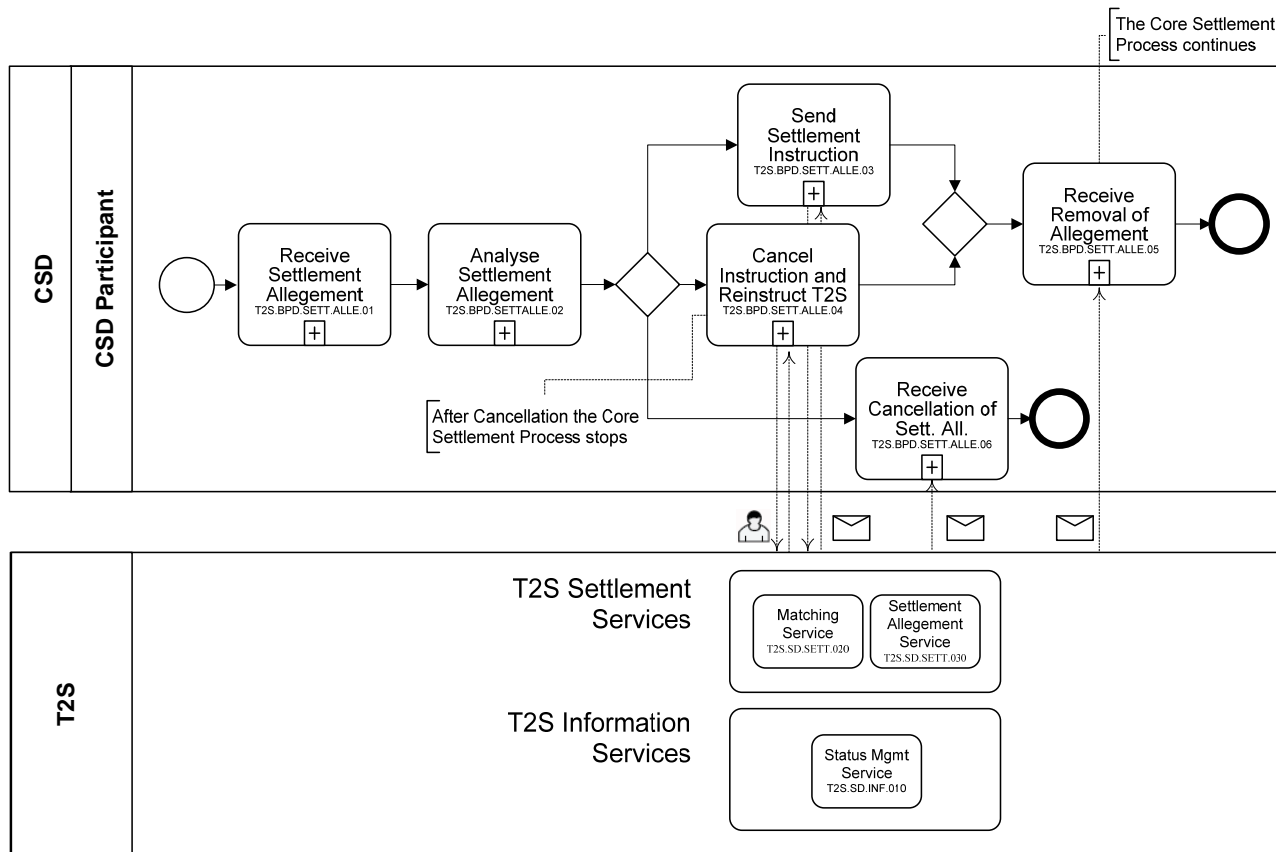 The Core Settlement
Process continues
CSD
CSD Participant
Send
Settlement
Instruction
T2S.BPD.SETT.ALLE.03
+
Receive
Settlement
Allegement
T2S.BPD.SETT.ALLE.01
+
Analyse
Settlement
Allegement
T2S.BPD.SETTALLE.02
+
Cancel
Instruction and
Reinstruct T2S
T2S.BPD.SETT.ALLE.04
+
Receive
Removal of
Allegement
T2S.BPD.SETT.ALLE.05
+
After Cancellation the Core
Settlement Process stops
Receive
Cancellation of
Sett. All.
T2S.BPD.SETT.ALLE.06
+
T2S
T2S Settlement
Services
Matching
Service
T2S.SD.SETT.020
Settlement
Allegement
Service
T2S.SD.SETT.030
T2S Information
Services
Status Mgmt
Service
T2S.SD.INF.010